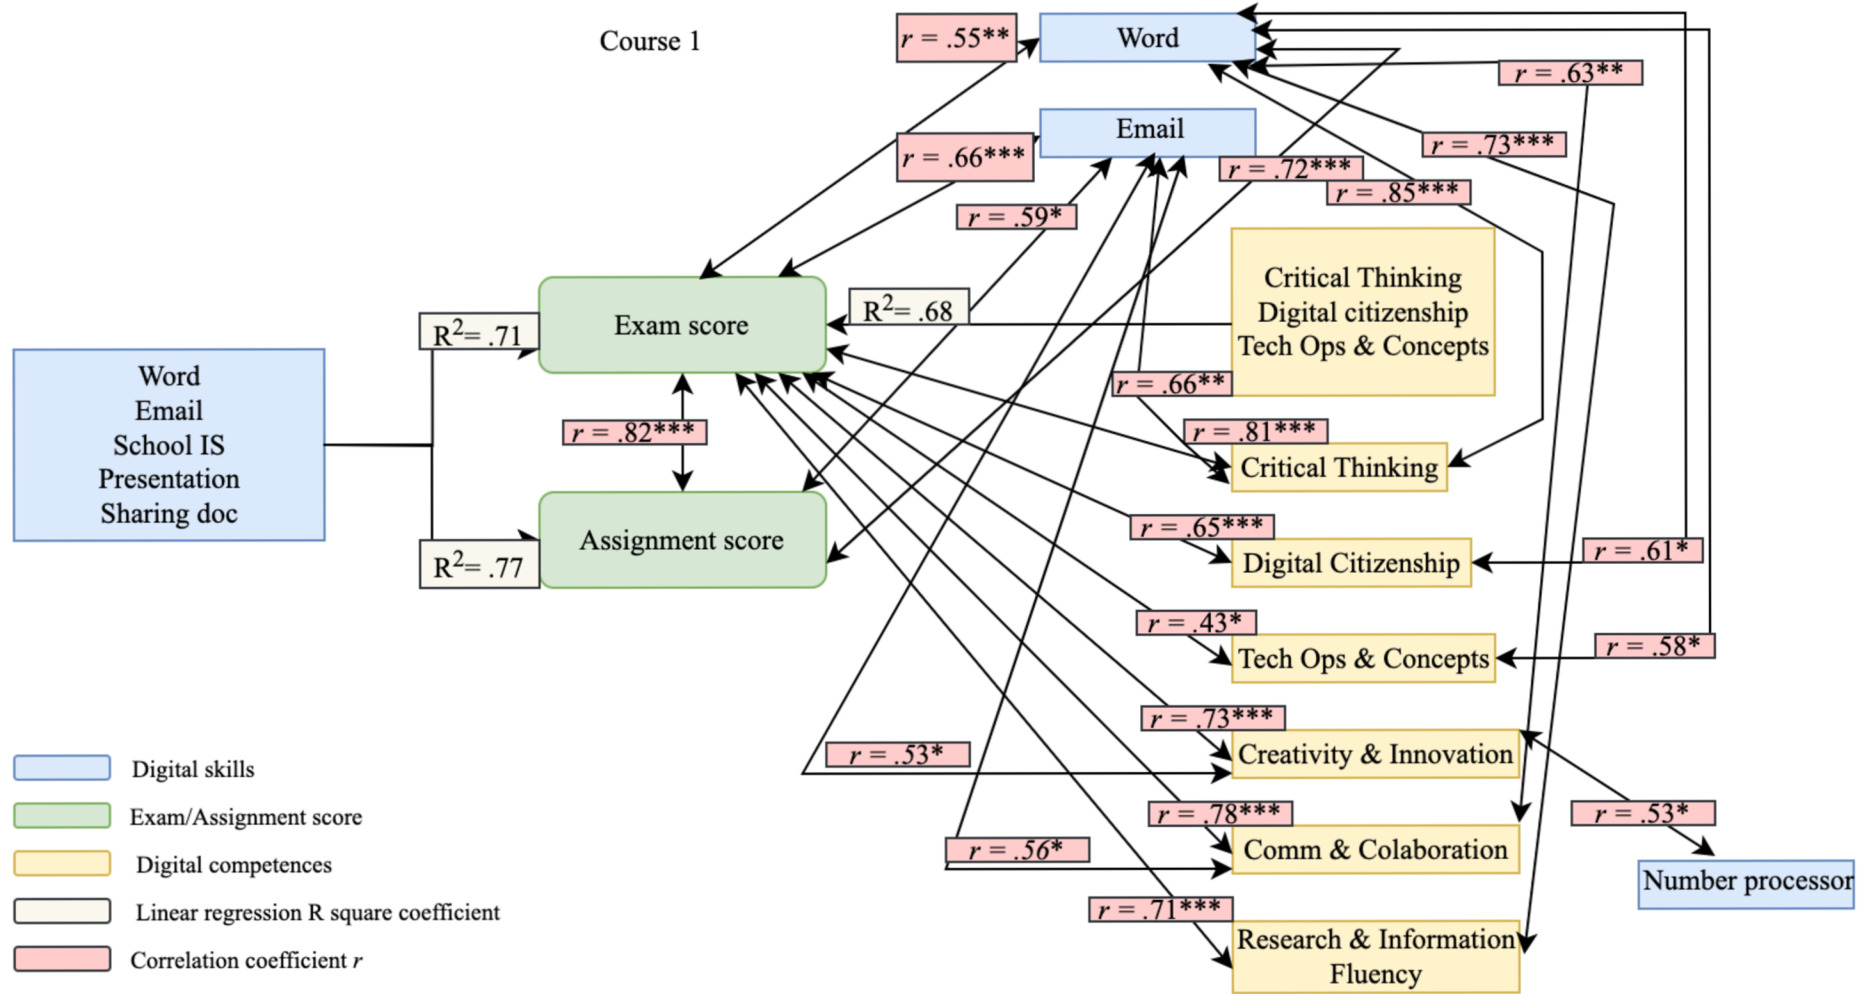 Course 1
r = .55**
Word
r = .63**
Email
r = .66***
r = .73***
r = .72***
r = .85***
r = .59*
Critical Thinking
Digital citizenship
Tech Ops & Concepts
R²= .68
Exam score
R²= .71
Word
Email
School IS
Presentation
Sharing doc
r = .66**
r = .82***
r = .81***
Critical Thinking
r = .65***
Assignment score
r = .61*
Digital Citizenship
R²= .77
r = .43*
r = .58*
Tech Ops & Concepts
r = .73***
r = .53*
Creativity & Innovation
r = .78***
r = .53*
r = .56*
Comm & Colaboration
Number processor
r = .71***
Research & Information
Fluency
Digital skills
Exam/Assignment score
Digital competences
Linear regression R square coefficient
Correlation coefficient r